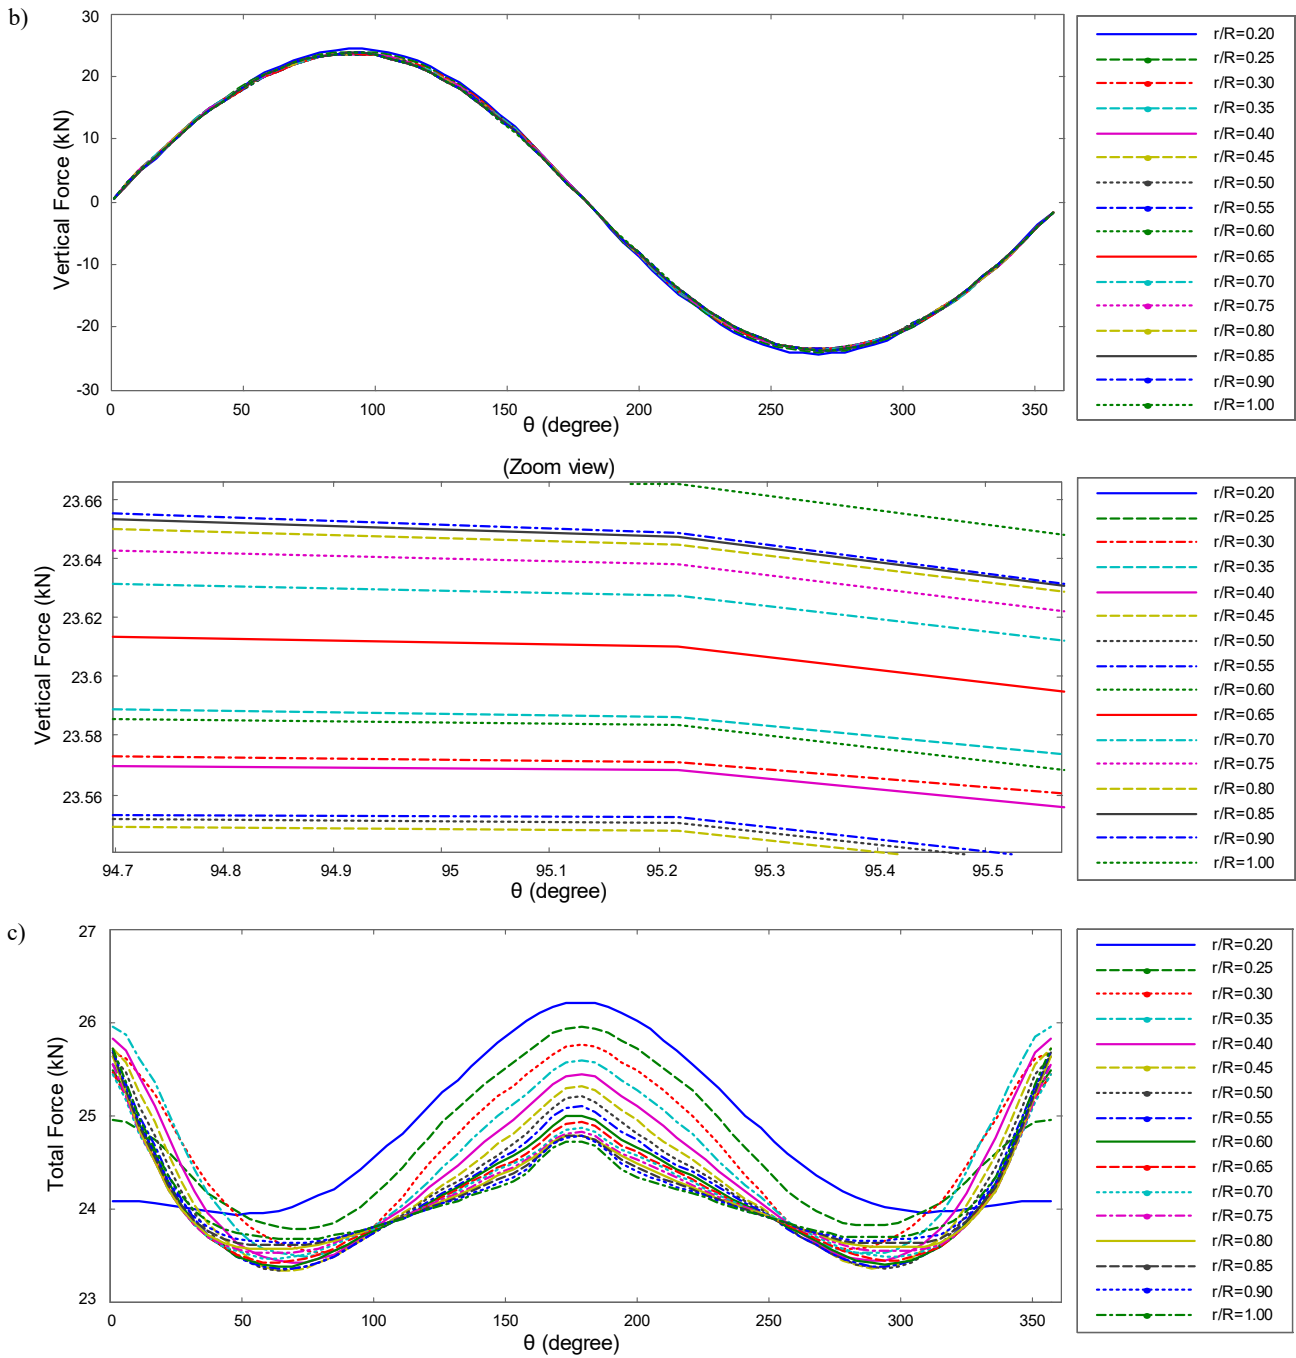 b)
30
20
10
0
-10
-20
-30
Vertical Force (kN)
0
50
100
150
200
250
300
350
θ (degree)
r/R=0.20
r/R=0.25
r/R=0.30
r/R=0.35
r/R=0.40
r/R=0.45
r/R=0.50
r/R=0.55
r/R=0.60
r/R=0.65
r/R=0.70
r/R=0.75
r/R=0.80
r/R=0.85
r/R=0.90
r/R=1.00
(Zoom view)
23.66
23.64
23.62
23.6
23.58
23.56
Vertical Force (kN)
94.7
94.8
94.9
95
95.1
95.2
95.3
95.4
95.5
θ (degree)
r/R=0.20
r/R=0.25
r/R=0.30
r/R=0.35
r/R=0.40
r/R=0.45
r/R=0.50
r/R=0.55
r/R=0.60
r/R=0.65
r/R=0.70
r/R=0.75
r/R=0.80
r/R=0.85
r/R=0.90
r/R=1.00
c)
27
26
25
24
23
Total Force (kN)
0
50
100
150
200
250
300
350
θ (degree)
r/R=0.20
r/R=0.25
r/R=0.30
r/R=0.35
r/R=0.40
r/R=0.45
r/R=0.50
r/R=0.55
r/R=0.60
r/R=0.65
r/R=0.70
r/R=0.75
r/R=0.80
r/R=0.85
r/R=0.90
r/R=1.00